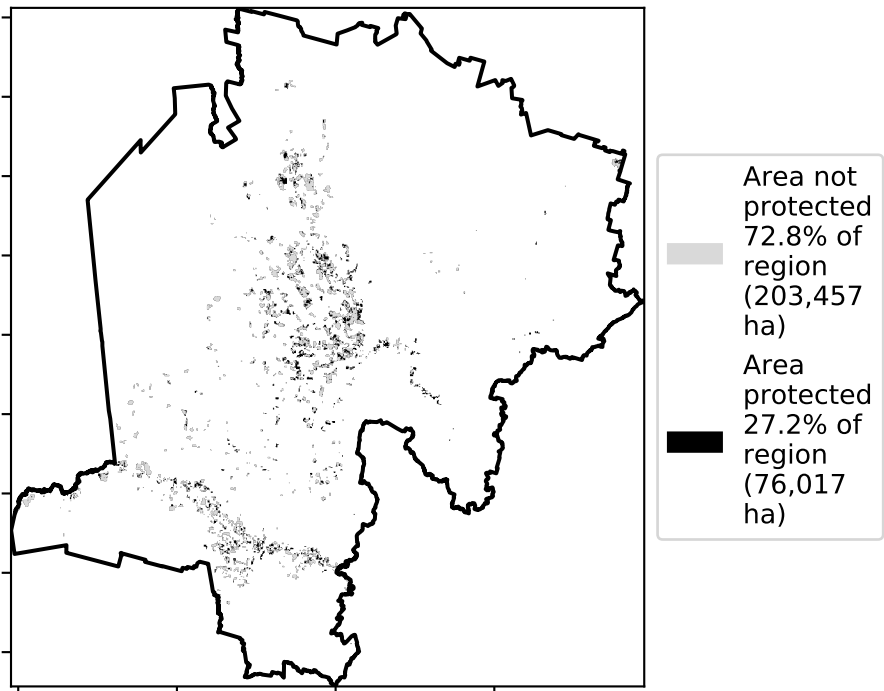 Area not
protected
72.8% of
region
(203,457
ha)
Area
protected
27.2% of
region
(76,017
ha)